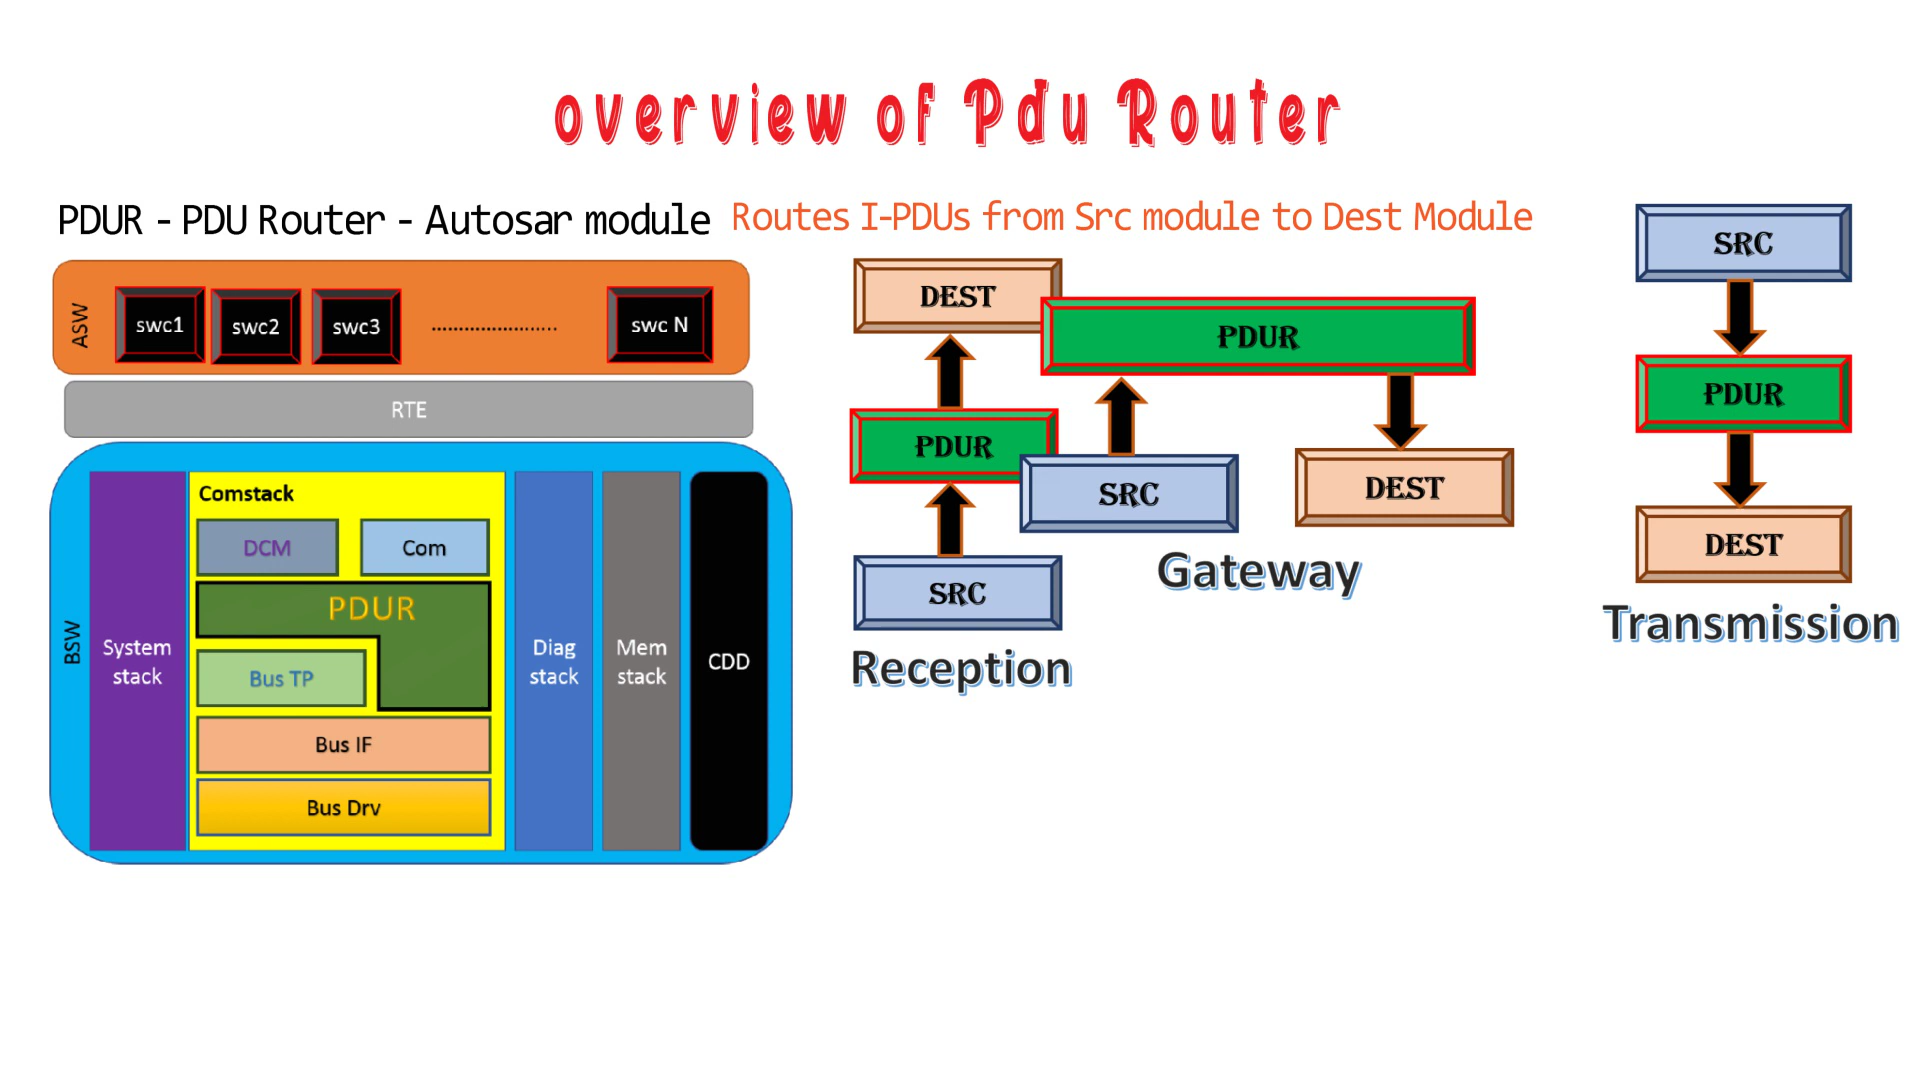 overview of Pdu Router
PDUR - PDU Router - Autosar module
Routes I-PDUs from Src module to Dest Module
ASW
swc1
swc2
swc3
.......................
swc N
RTE
BSW
System
stack
Comstack
DCM
Com
PDUR
Bus TP
Bus IF
Bus Drv
Diag
stack
Mem
stack
CDD
DEST
PDUR
SRC
Reception
PDUR
SRC
DEST
Gateway
SRC
PDUR
DEST
Transmission